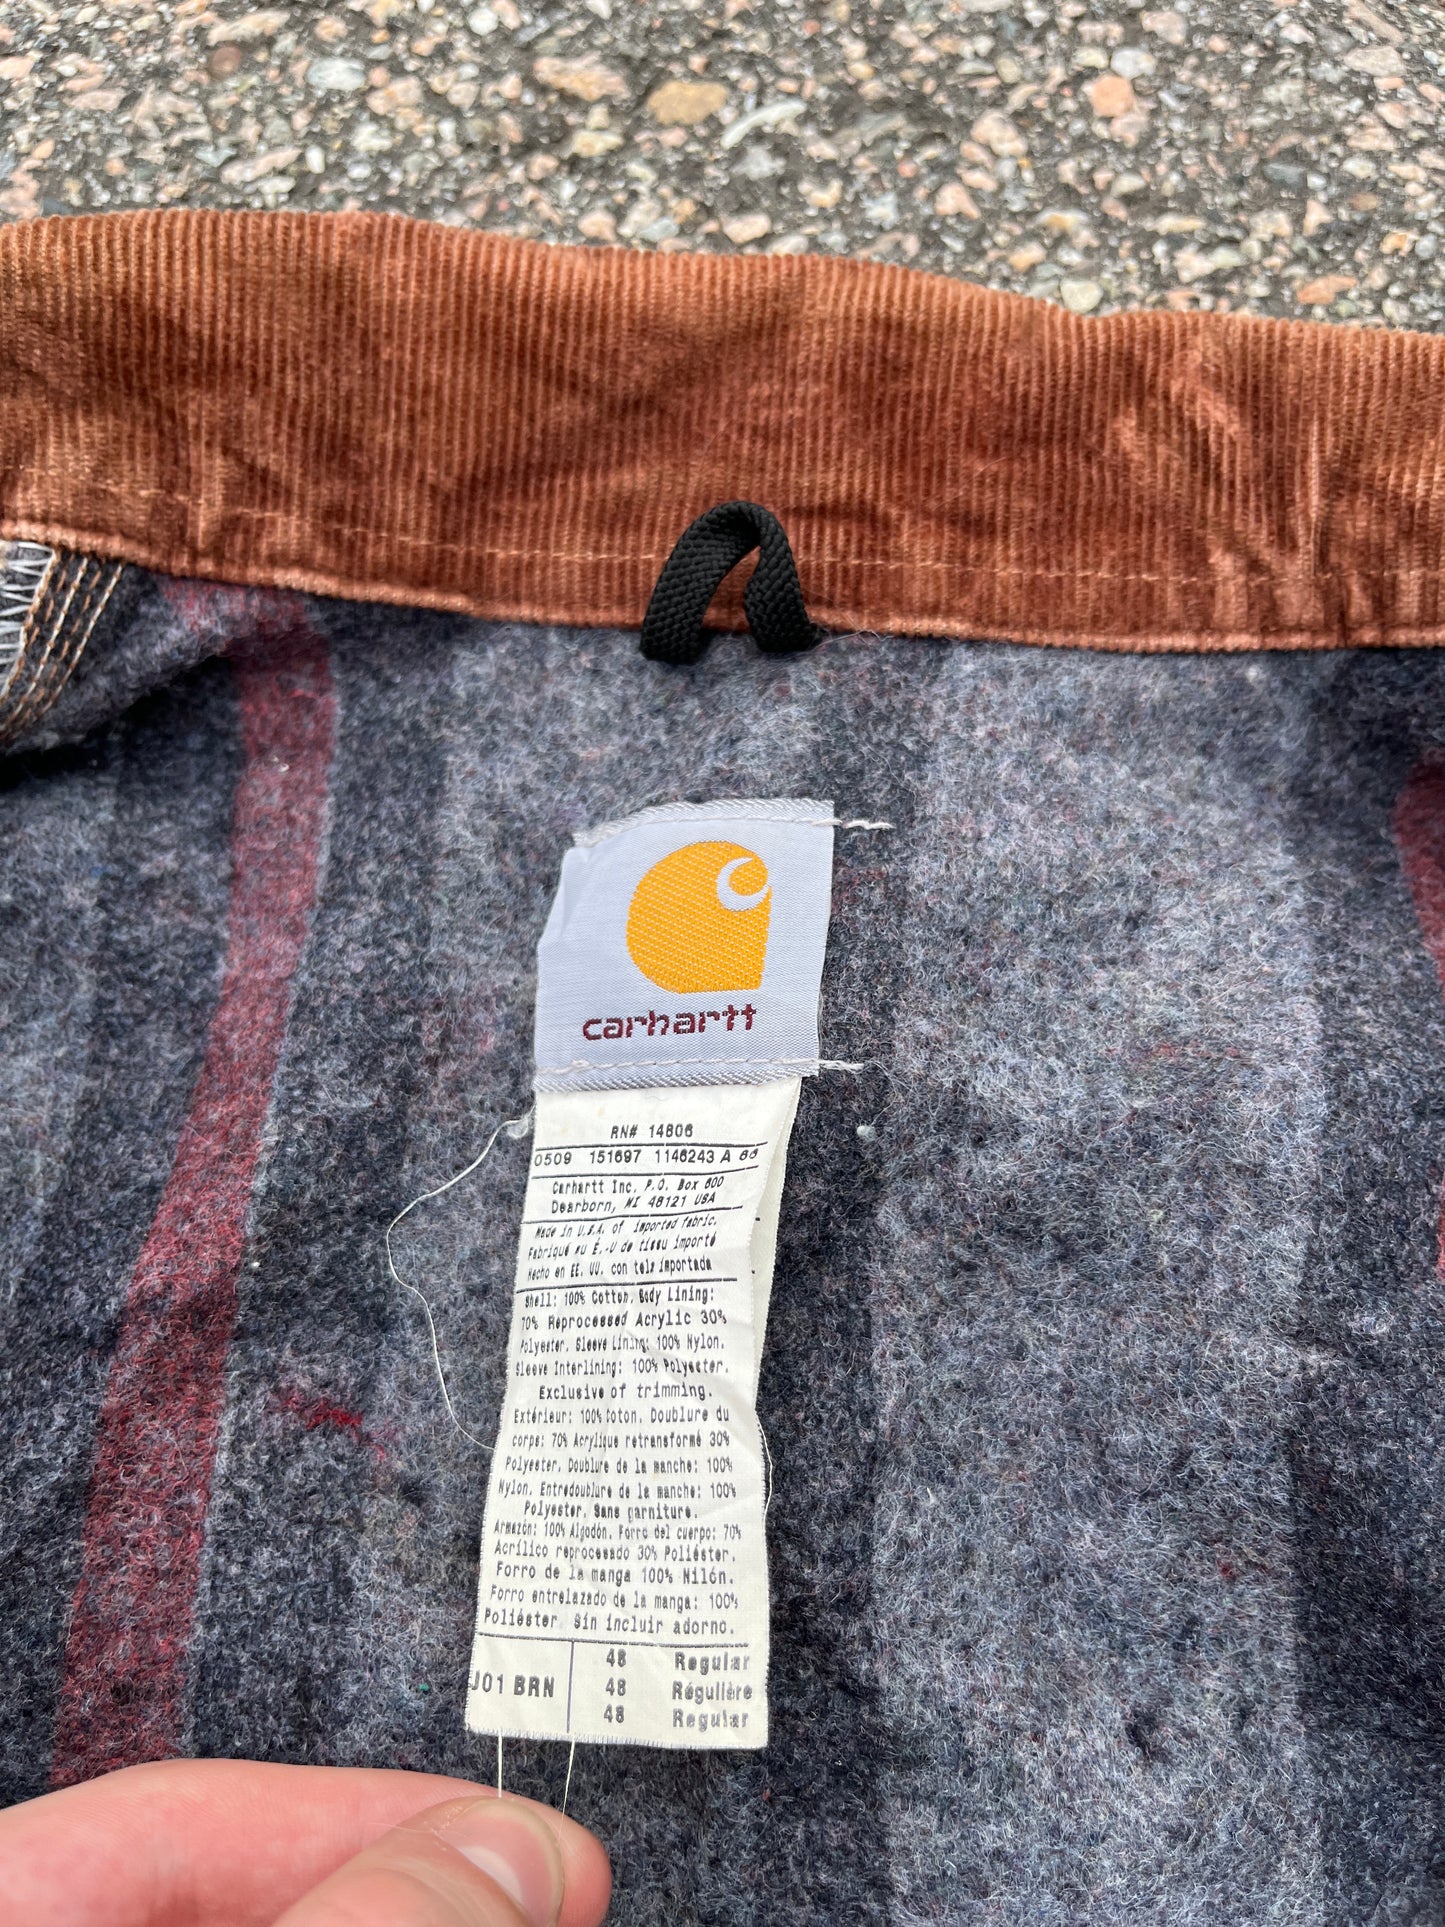 carhartt
RN# 14806
0509 151697 1146243 A 66
Carhartt Inc. P.O. Box 600
Dearborn, MI 48121 USA
Made in U.S.A. of imported fabric.
Fabriqué au É.-U de tissu importé
Hecho en EE. UU. con tela importada
Shell: 100% Cotton. Body Lining:
70% Reprocessed Acrylic 30%
Polyester. Sleeve Lining: 100% Nylon.
Sleeve Interlining: 100% Polyester.
Exclusive of trimming.
Extérieur: 100% Coton. Doublure du
corps: 70% Acrylique retransformé 30%
Polyester. Doublure de la manche: 100%
Nylon. Entredoublure de la manche: 100%
Polyester. Sans garniture.
Armazón: 100% Algodón. Forro del cuerpo: 70%
Acrílico reprocesado 30% Poliéster.
Forro de la manga 100% Nilón.
Forro entrelazado de la manga: 100%
Poliéster. Sin incluir adorno.
J01 BRN
48 Regular
48 Régulière
48 Regular